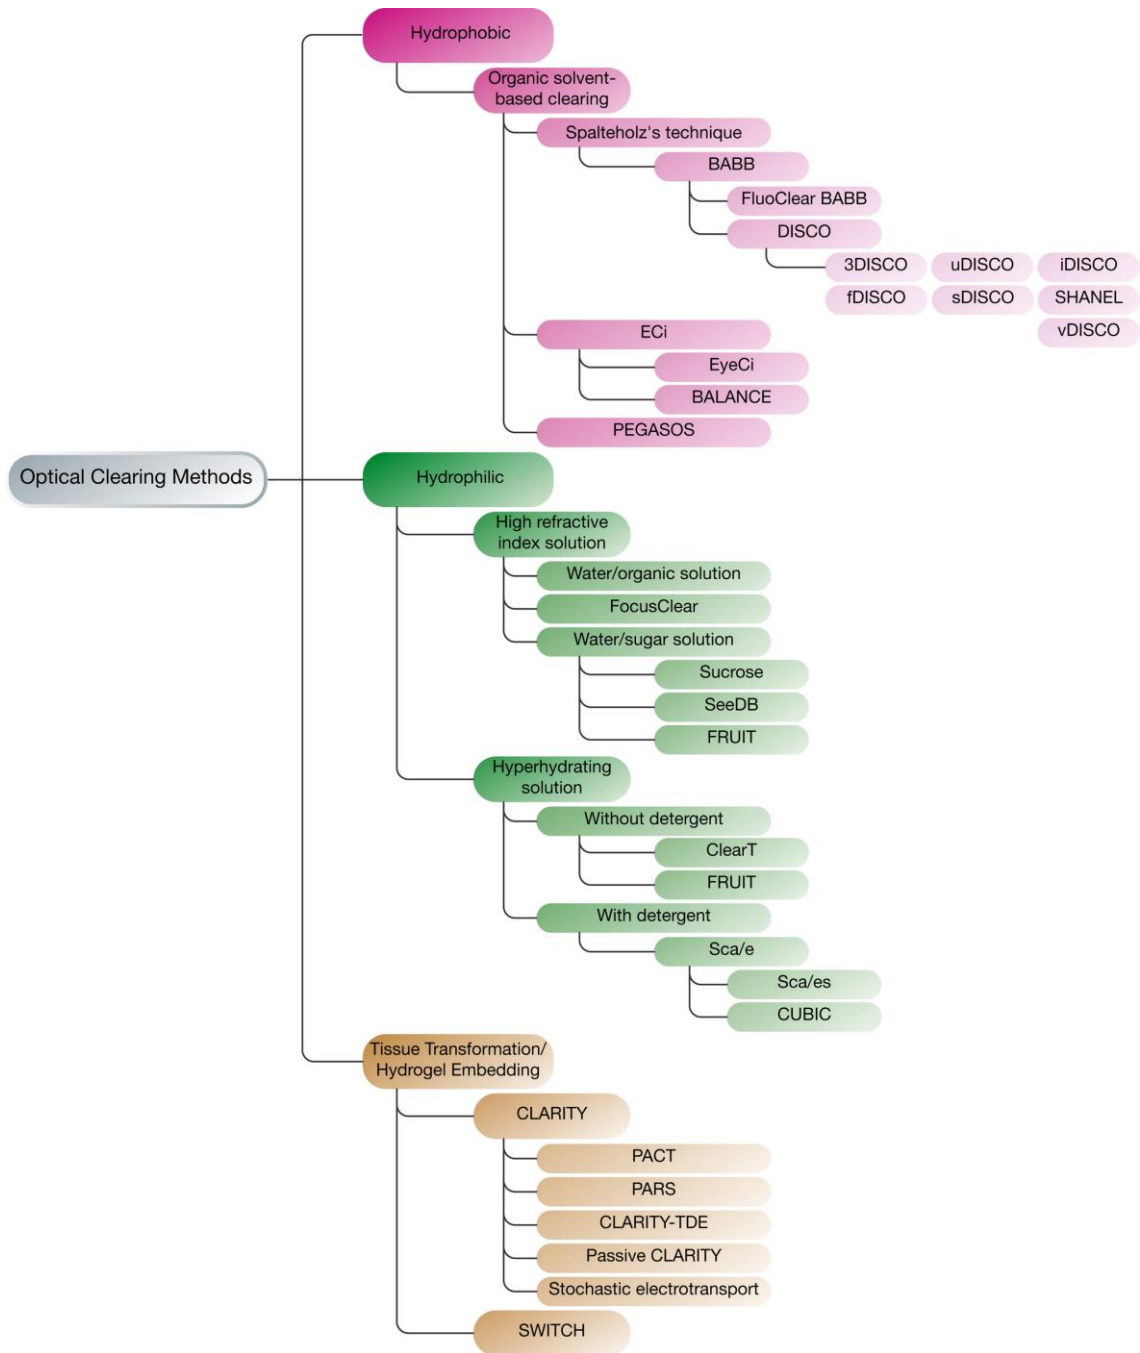 Hydrophobic
Organic solvent-
based clearing
Spalteholz's technique
BABB
FluoClear BABB
DISCO
3DISCO uDISCO iDISCO
fDISCO sDISCO SHANEL
vDISCO
ECi
EyeCi
BALANCE
PEGASOS
Optical Clearing Methods
Hydrophilic
High refractive
index solution
Water/organic solution
FocusClear
Water/sugar solution
Sucrose
SeeDB
FRUIT
Hyperhydrating
solution
Without detergent
ClearT
FRUIT
With detergent
Sca/e
Sca/es
CUBIC
Tissue Transformation/
Hydrogel Embedding
CLARITY
PACT
PARS
CLARITY-TDE
Passive CLARITY
Stochastic electrotransport
SWITCH